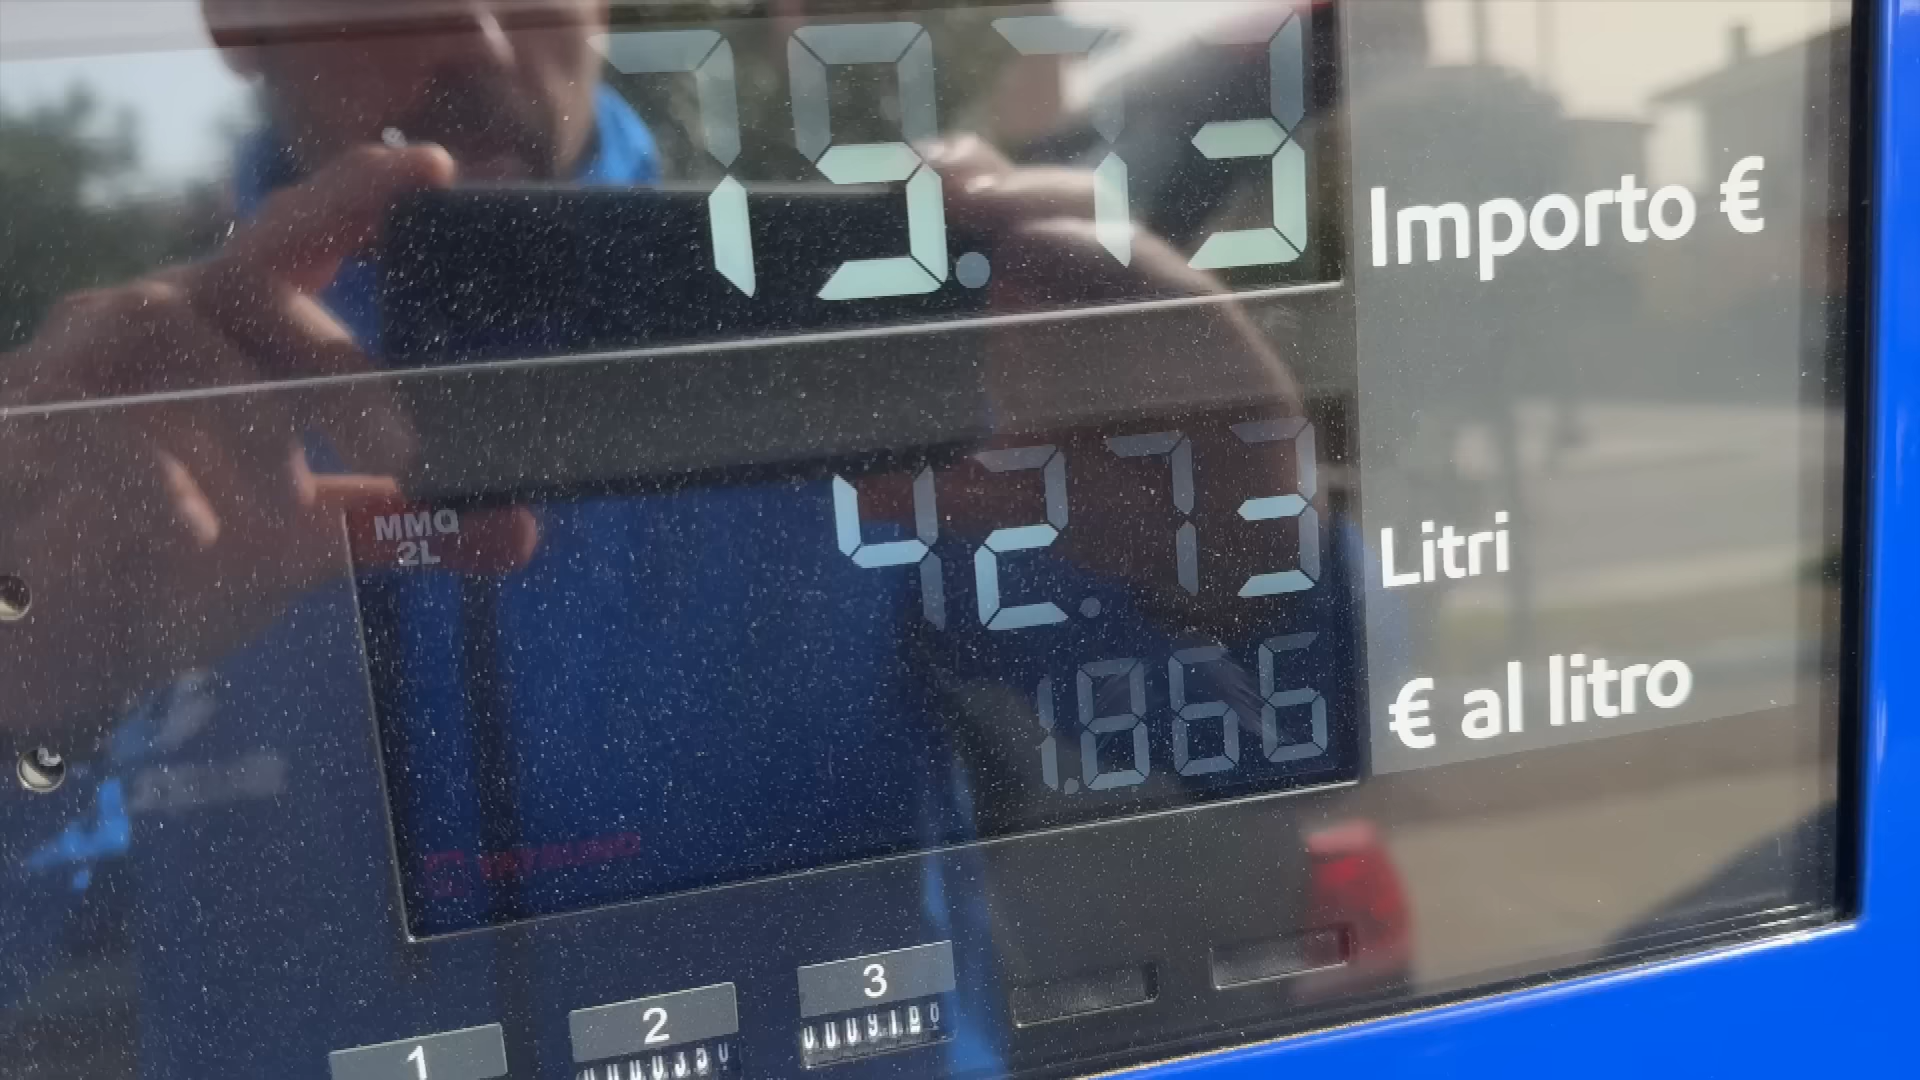 79.73 Importo €
MMQ
2L
42.73 Litri
1.866 € al litro
1
2
3